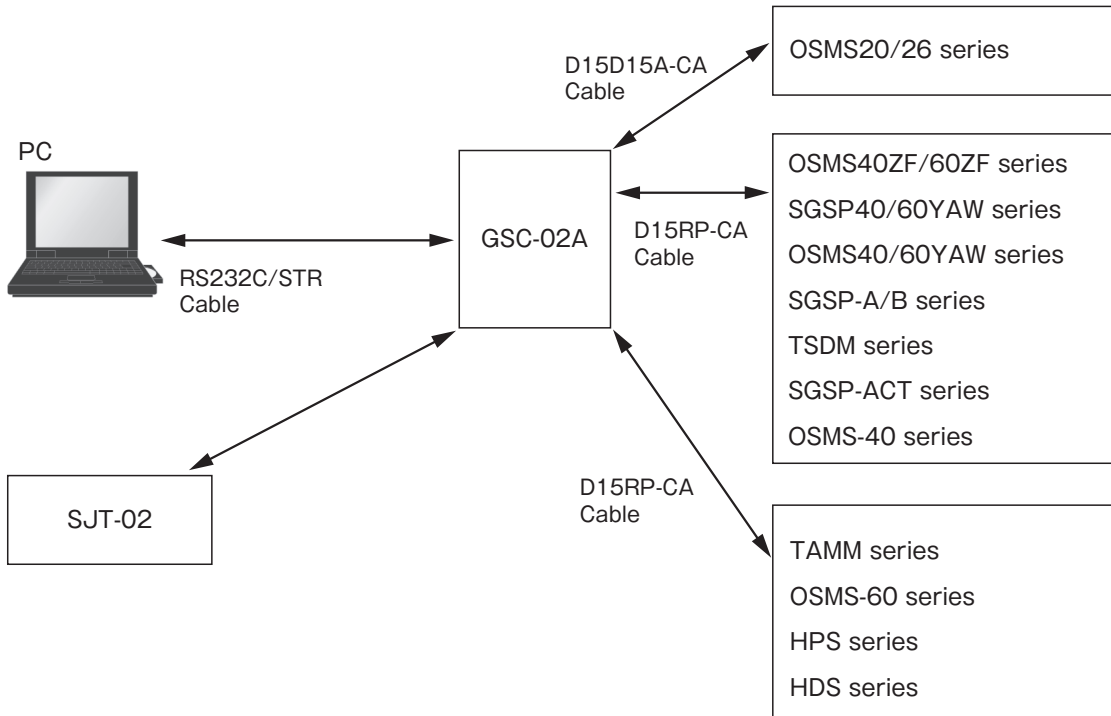 PC
RS232C/STR
Cable
GSC-02A
SJT-02
D15D15A-CA
Cable
OSMS20/26 series
D15RP-CA
Cable
OSMS40ZF/60ZF series
SGSP40/60YAW series
OSMS40/60YAW series
SGSP-A/B series
TSDM series
SGSP-ACT series
OSMS-40 series
D15RP-CA
Cable
TAMM series
OSMS-60 series
HPS series
HDS series